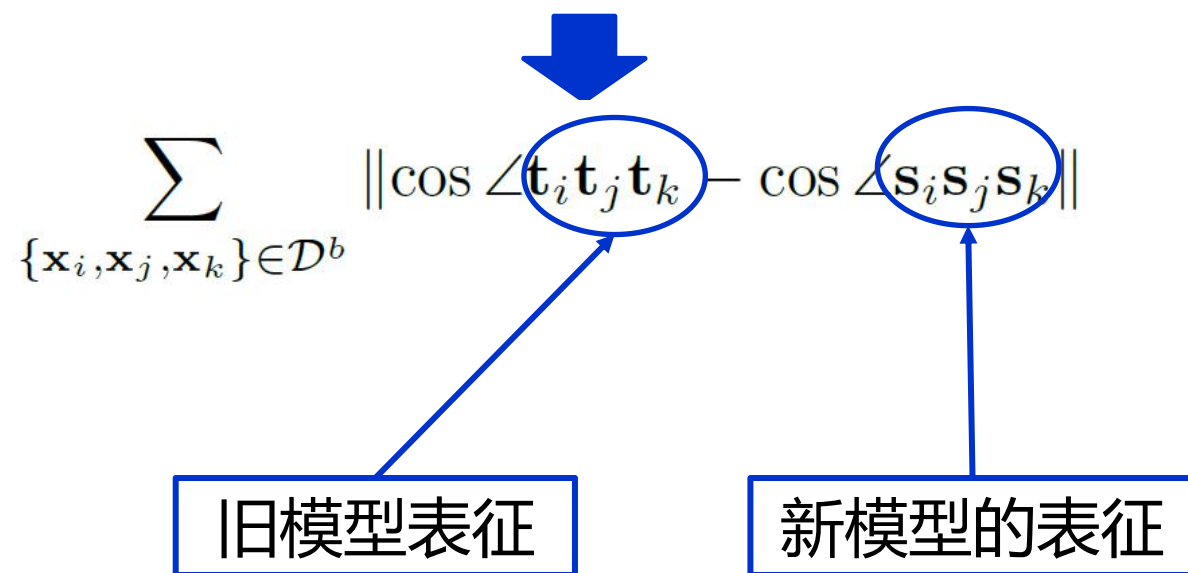 ∑ ‖cos ∠t_i t_j t_k − cos ∠s_i s_j s_k‖
{x_i,x_j,x_k}∈D^b
旧模型表征
新模型的表征